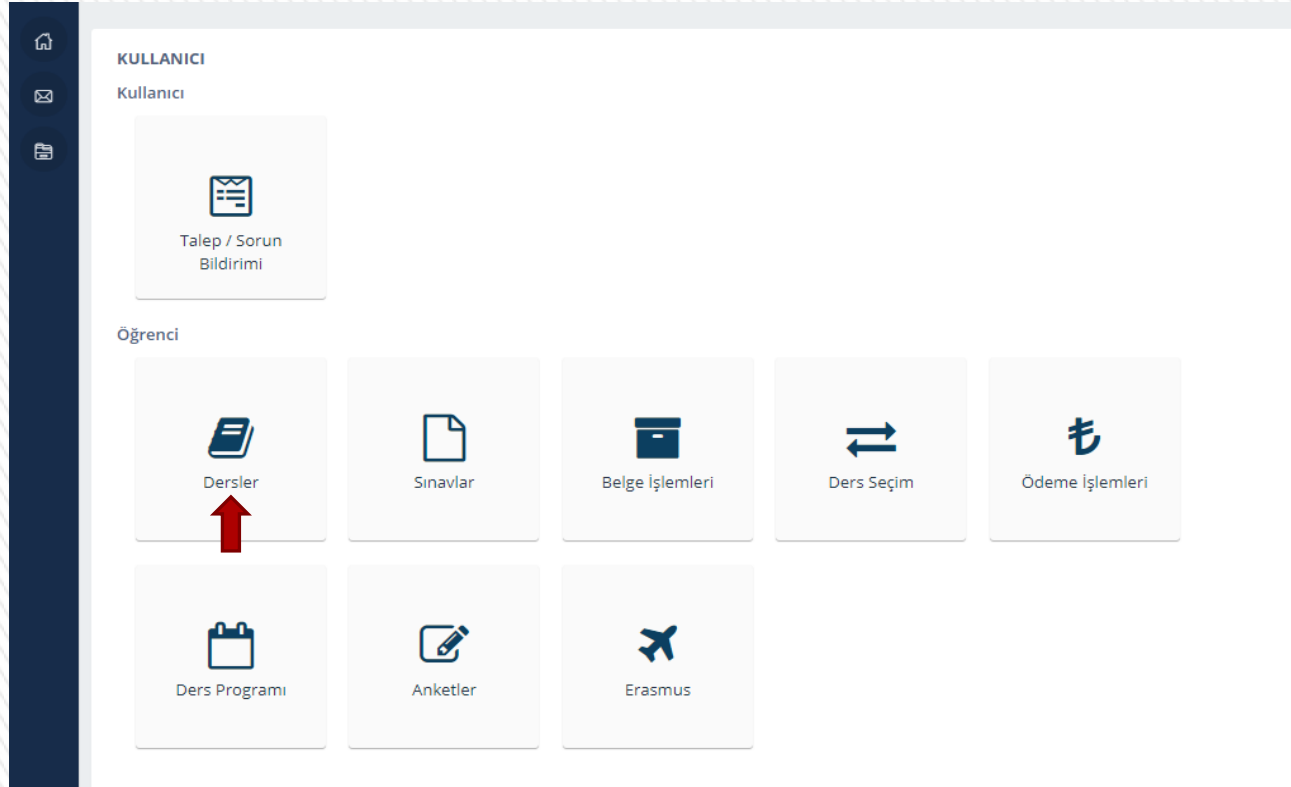 KULLANICI
Kullanıcı
Talep / Sorun
Bildirimi
Öğrenci
Dersler
Sınavlar
Belge İşlemleri
Ders Seçim
Ödeme İşlemleri
Ders Programı
Anketler
Erasmus